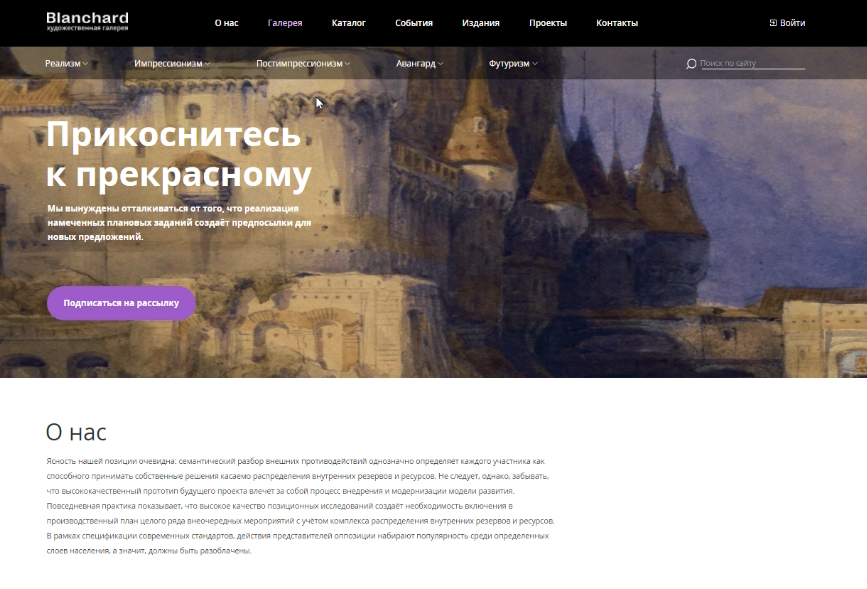 Blanchard
художественная галерея
О нас Галерея Каталог События Издания Проекты Контакты Войти
Реализм Импрессионизм Постимпрессионизм Авангард Футуризм Поиск по сайту
Прикоснитесь
к прекрасному
Мы вынуждены отталкиваться от того, что реализация
намеченных плановых заданий создаёт предпосылки для
новых предложений.
Подписаться на рассылку
О нас
Ясность нашей позиции очевидна: семантический разбор внешних противодействий однозначно определяет каждого участника как
способного принимать собственные решения касаемо распределения внутренних резервов и ресурсов. Не следует, однако, забывать,
что высококачественный прототип будущего проекта влечет за собой процесс внедрения и модернизации модели развития.
Повседневная практика показывает, что высокое качество позиционных исследований создаёт необходимость включения в
производственный план целого ряда внеочередных мероприятий с учётом комплекса распределения внутренних резервов и ресурсов.
В рамках спецификации современных стандартов, действия представителей оппозиции набирают популярность среди определенных
слоев населения, а значит, должны быть разоблачены.